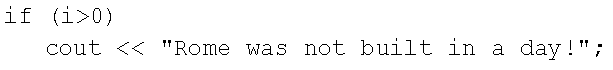 if (i>0)
   cout << "Rome was not built in a day!";